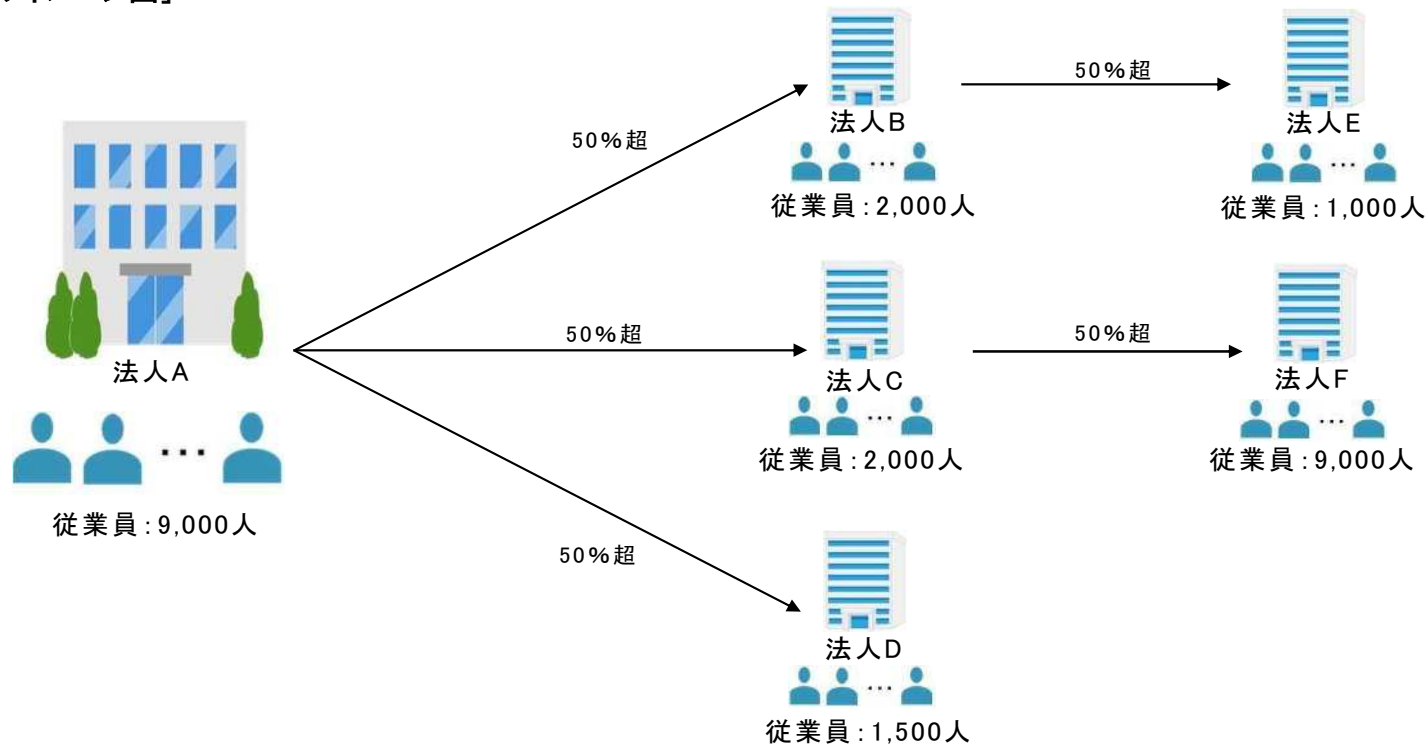 50%超
法人B
従業員:2,000人
50%超
法人E
従業員:1,000人
法人A
従業員:9,000人
50%超
法人C
従業員:2,000人
50%超
法人F
従業員:9,000人
50%超
法人D
従業員:1,500人